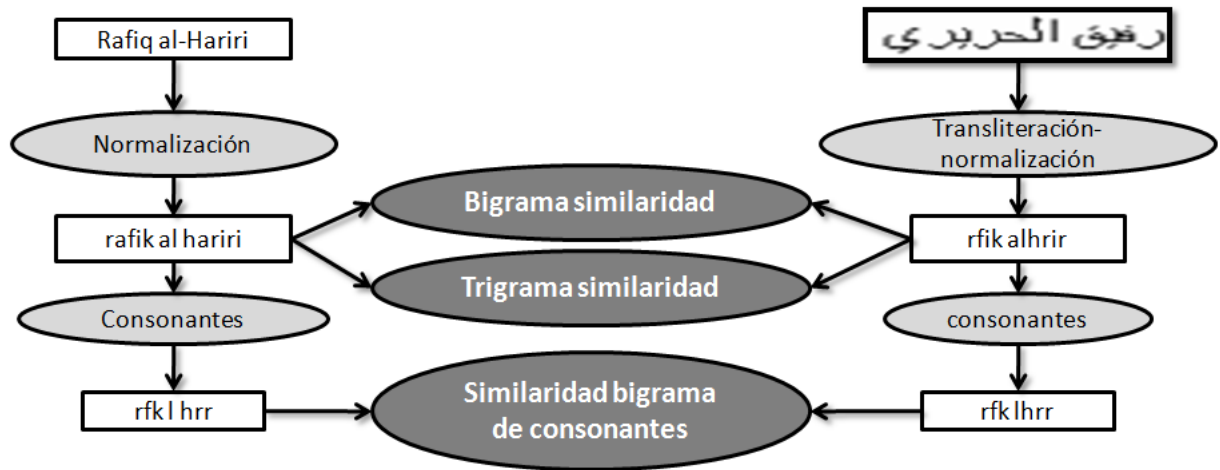 Rafiq al-Hariri
رفيق الحريري
Normalización
Transliteración-
normalización
Bigrama similaridad
rafik al hariri
rfik alhrir
Trigrama similaridad
Consonantes
consonantes
Similaridad bigrama
de consonantes
rfk l hrr
rfk lhrr